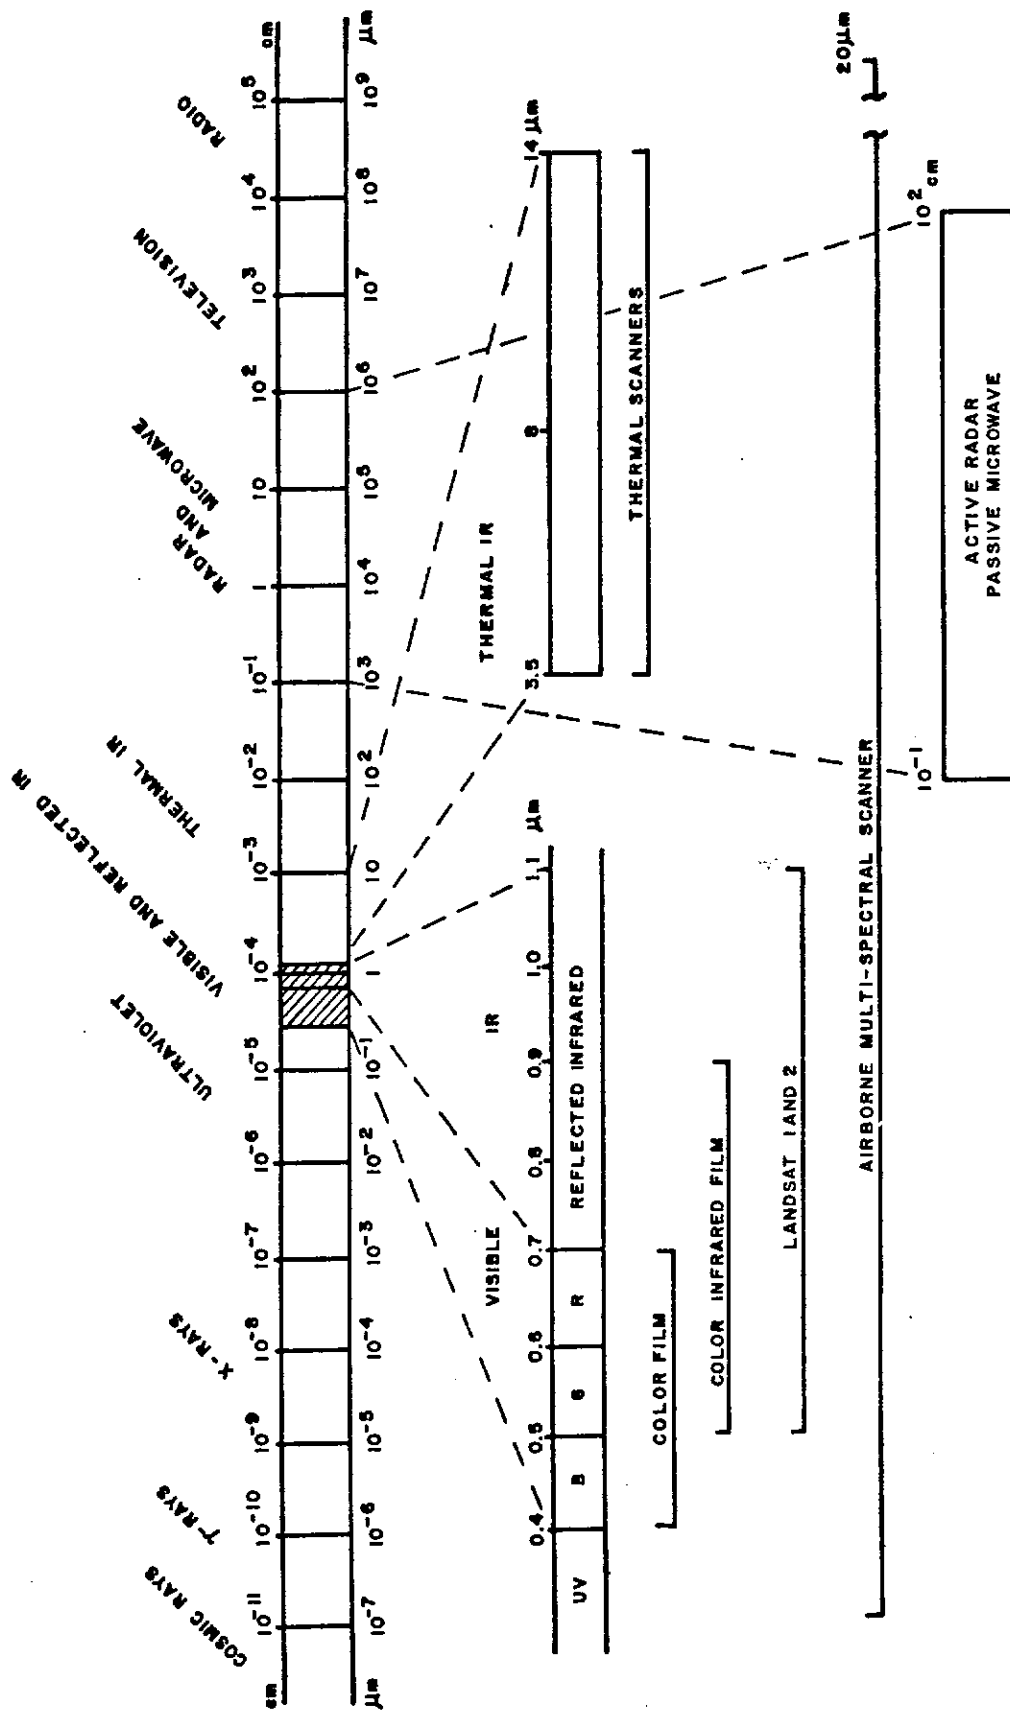 COSMIC RAYS
γ-RAYS
X-RAYS
ULTRAVIOLET
VISIBLE AND REFLECTED IR
THERMAL IR
RADAR AND MICROWAVE
TELEVISION
RADIO
cm 10⁻¹¹ 10⁻¹⁰ 10⁻⁹ 10⁻⁸ 10⁻⁷ 10⁻⁶ 10⁻⁵ 10⁻⁴ 10⁻³ 10⁻² 10⁻¹ 1 10 10² 10³ 10⁴ 10⁵ cm
μm 10⁻⁷ 10⁻⁶ 10⁻⁵ 10⁻⁴ 10⁻³ 10⁻² 10⁻¹ 1 10 10² 10³ 10⁴ 10⁵ 10⁶ 10⁷ 10⁸ 10⁹ μm
VISIBLE IR THERMAL IR
0.4 0.5 0.6 0.7 0.8 0.9 1.0 1.1 μm 3.5 8 14 μm
UV B G R REFLECTED INFRARED
THERMAL SCANNERS
COLOR FILM
COLOR INFRARED FILM
LANDSAT 1 AND 2
20μm
AIRBORNE MULTI-SPECTRAL SCANNER
10⁻¹ 10² cm
ACTIVE RADAR
PASSIVE MICROWAVE